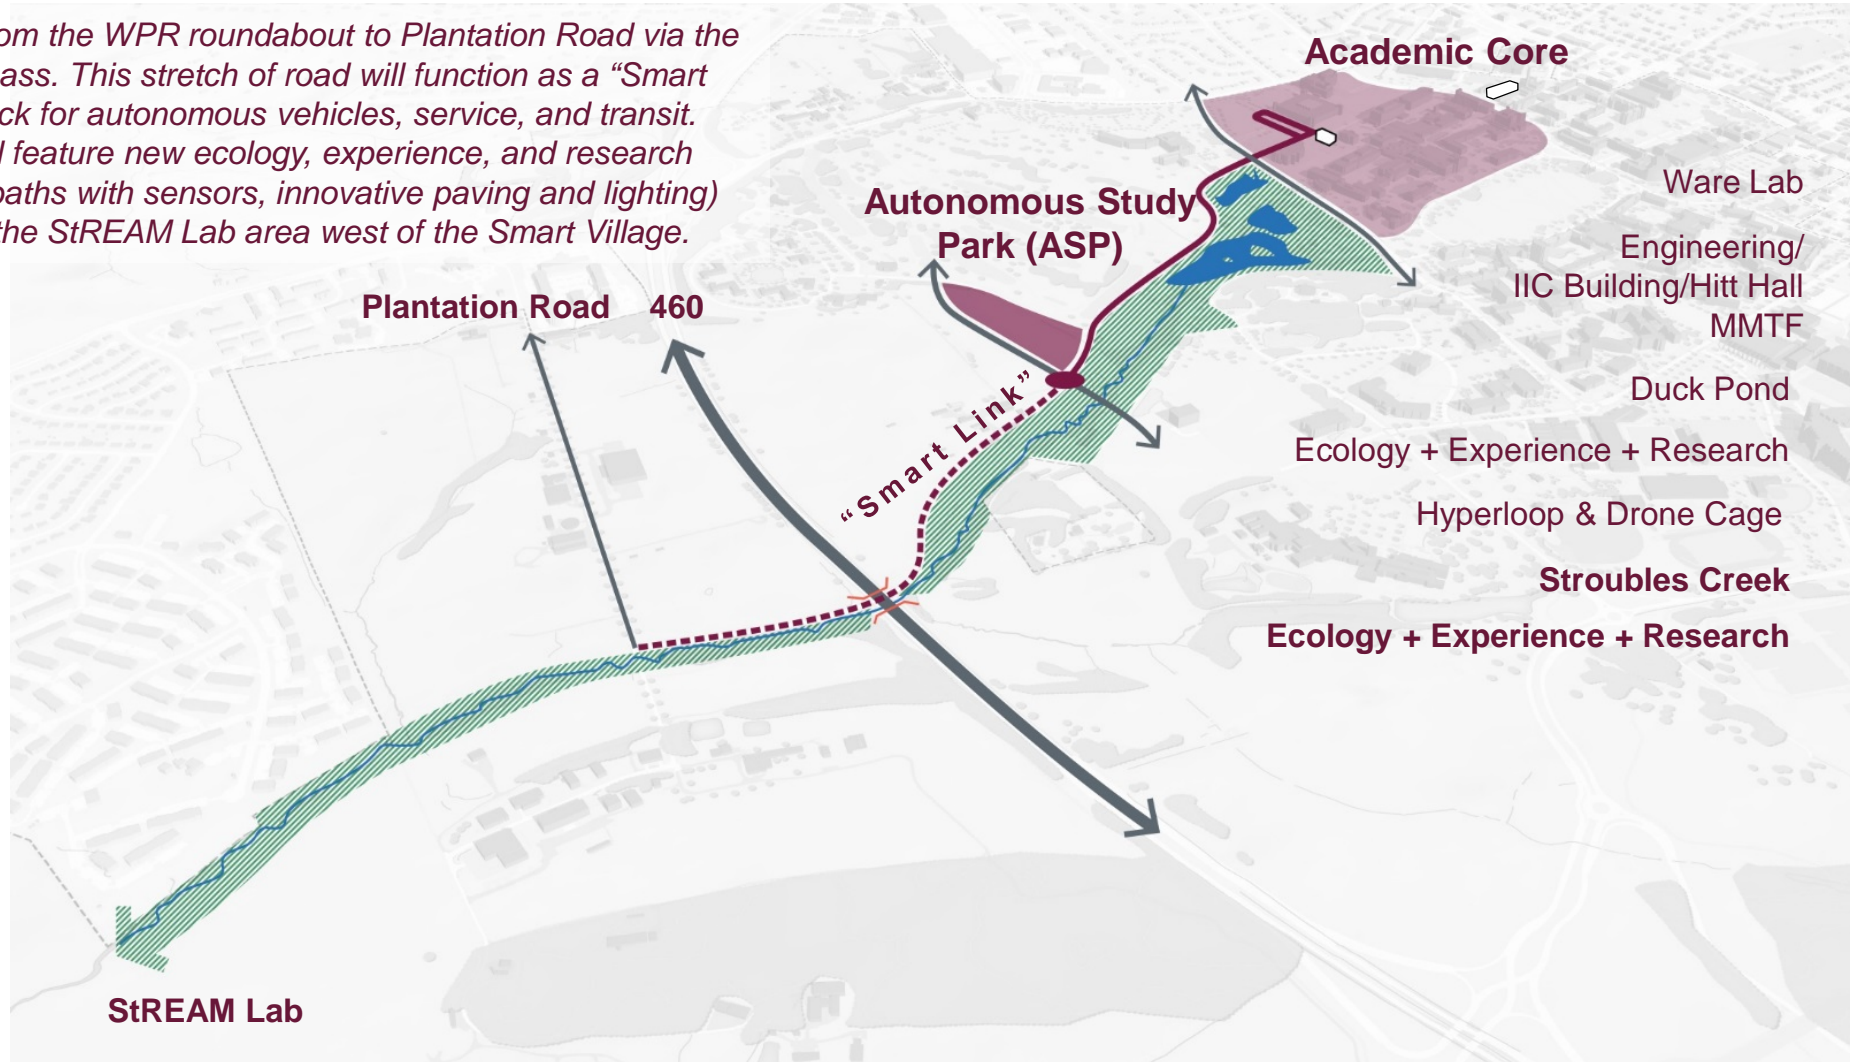 om the WPR roundabout to Plantation Road via the
ass. This stretch of road will function as a “Smart
ck for autonomous vehicles, service, and transit.
l feature new ecology, experience, and research
paths with sensors, innovative paving and lighting)
the StREAM Lab area west of the Smart Village.
Academic Core
Autonomous Study
Park (ASP)
Plantation Road 460
“Smart Link”
Ware Lab
Engineering/
IIC Building/Hitt Hall
MMTF
Duck Pond
Ecology + Experience + Research
Hyperloop & Drone Cage
Stroubles Creek
Ecology + Experience + Research
StREAM Lab